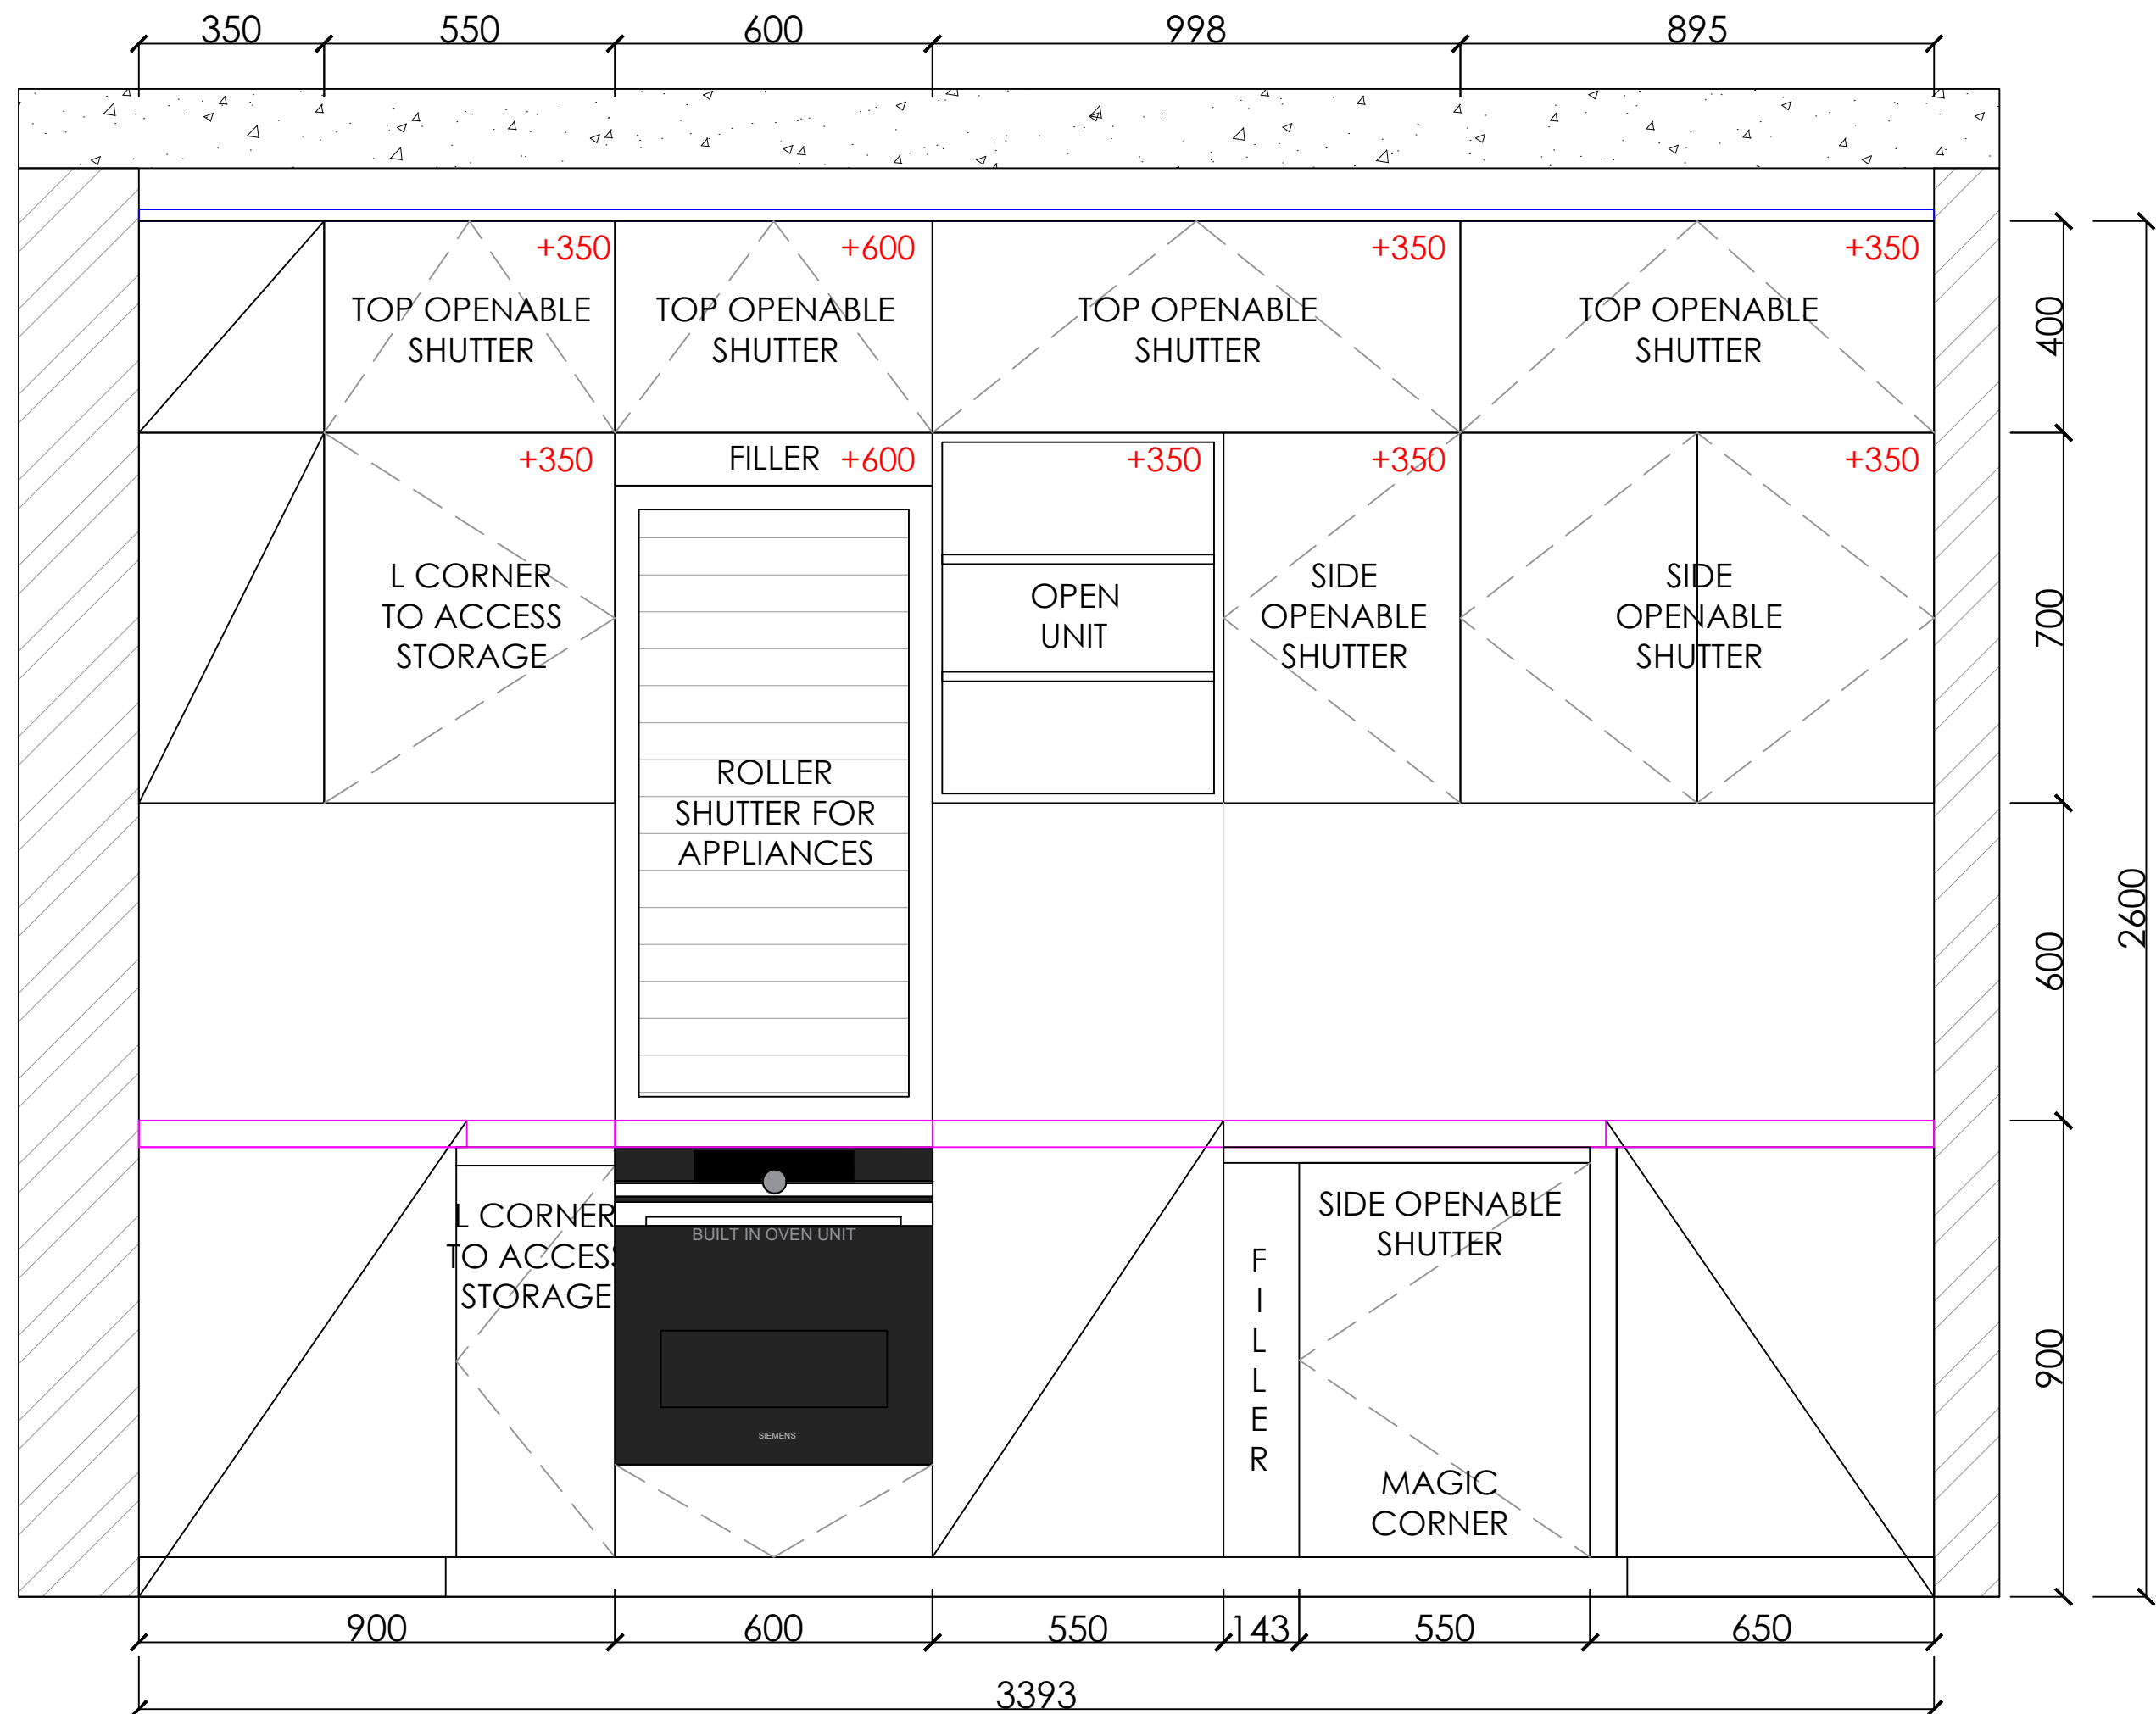 350
550
600
998
895
+350
+600
+350
+350
TOP OPENABLE
SHUTTER
TOP OPENABLE
SHUTTER
TOP OPENABLE
SHUTTER
TOP OPENABLE
SHUTTER
400
+350
FILLER
+600
+350
+350
+350
L CORNER
TO ACCESS
STORAGE
OPEN
UNIT
SIDE
OPENABLE
SHUTTER
SIDE
OPENABLE
SHUTTER
700
ROLLER
SHUTTER FOR
APPLIANCES
600
2600
L CORNER
TO ACCESS
STORAGE
BUILT IN OVEN UNIT
SIEMENS
FILLER
SIDE OPENABLE
SHUTTER
MAGIC
CORNER
900
900
600
550
143
550
650
3393